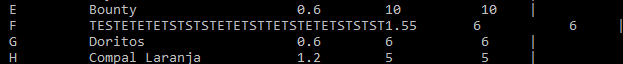 E Bounty 0.6 10 10 |
F TESTETETETSTSTSTETETSTTETSTETETSTSTST1.55 6 6 |
G Doritos 0.6 6 6 |
H Compal Laranja 1.2 5 5 |